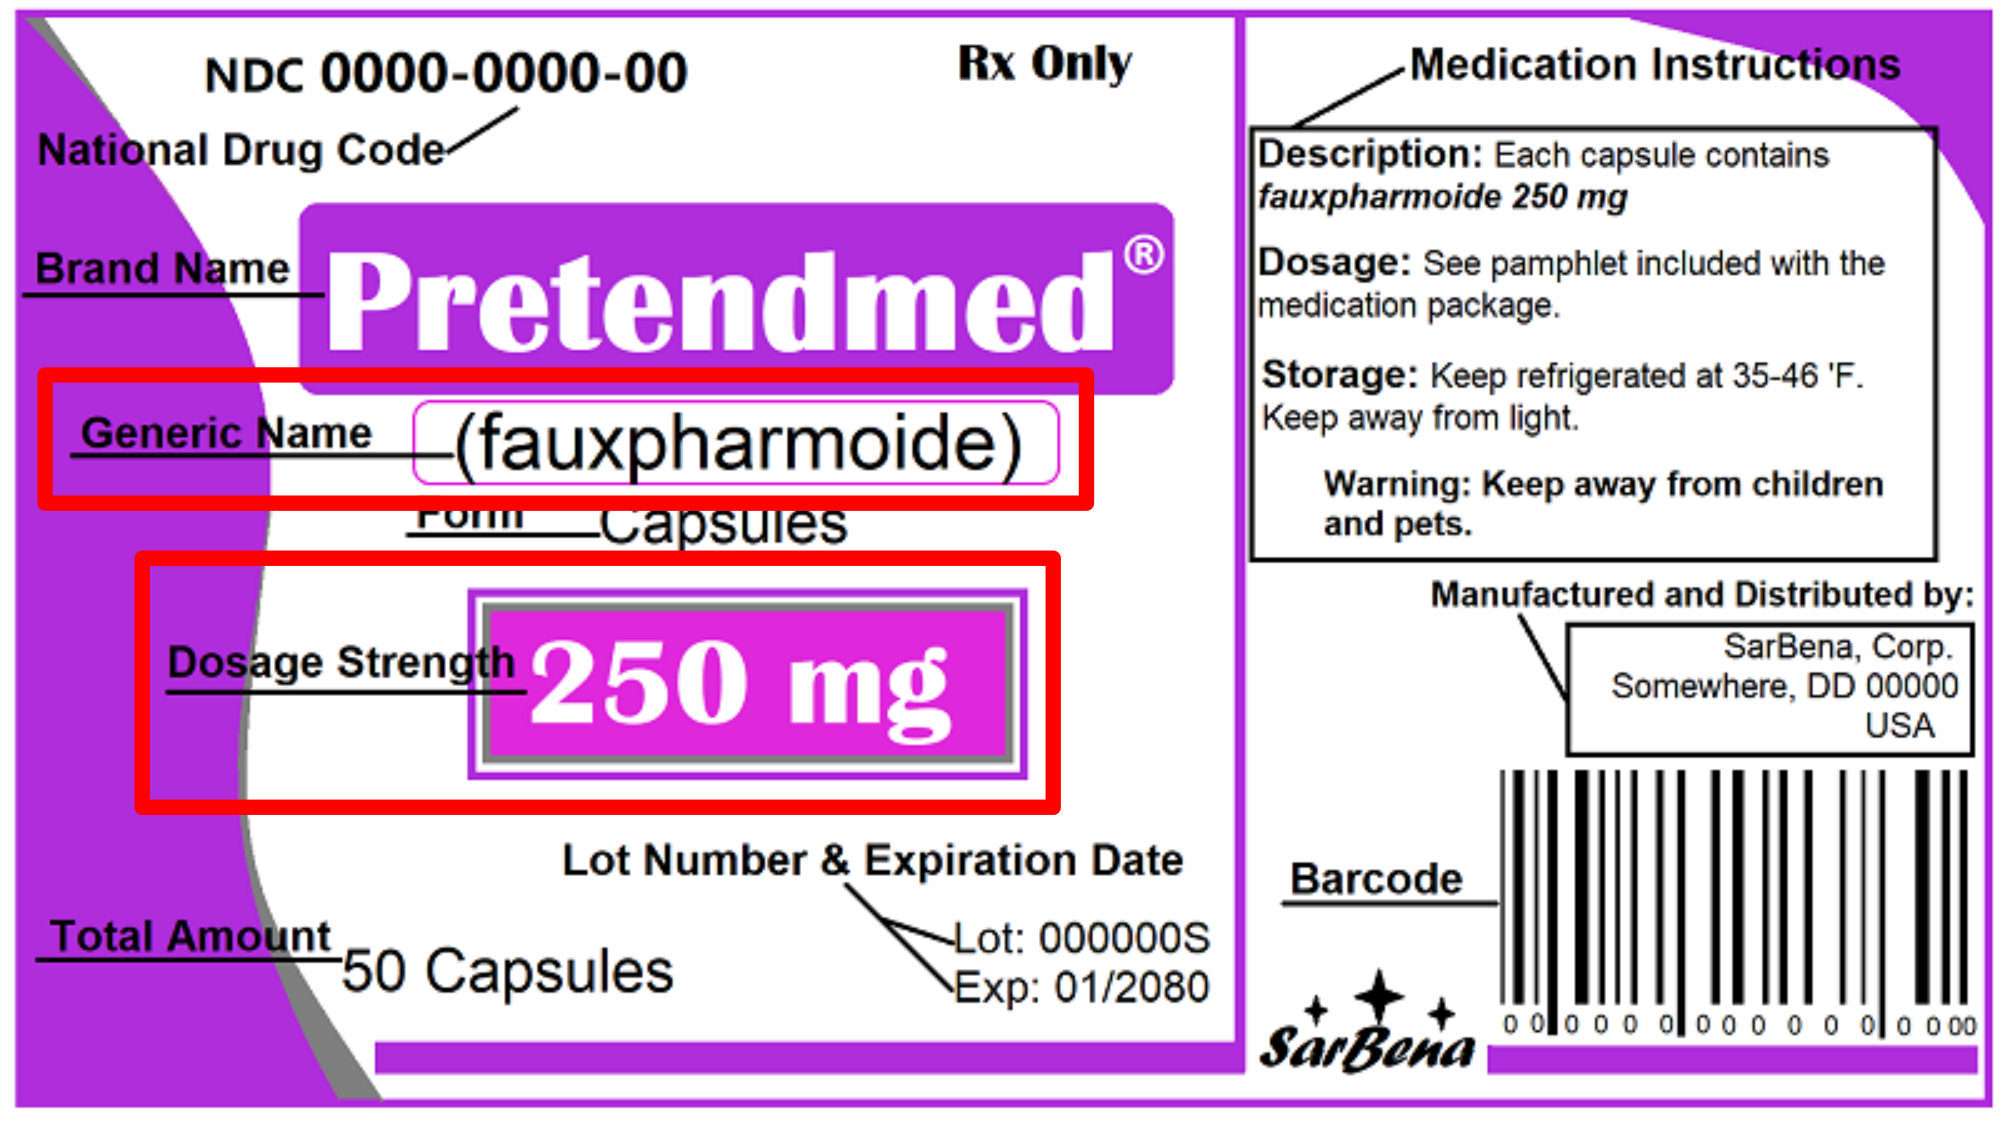 NDC 0000-0000-00
Rx Only
National Drug Code
Brand Name
Pretendmed®
Generic Name
(fauxpharmoide)
Form
Capsules
Dosage Strength
250 mg
Lot Number & Expiration Date
Lot: 000000S
Exp: 01/2080
Total Amount
50 Capsules
Medication Instructions
Description: Each capsule contains
fauxpharmoide 250 mg
Dosage: See pamphlet included with the
medication package.
Storage: Keep refrigerated at 35-46 'F.
Keep away from light.
Warning: Keep away from children
and pets.
Manufactured and Distributed by:
SarBena, Corp.
Somewhere, DD 00000
USA
Barcode
0 0 0 0 0 0 0 0 0 0 0 0 0 0 00
SarBena